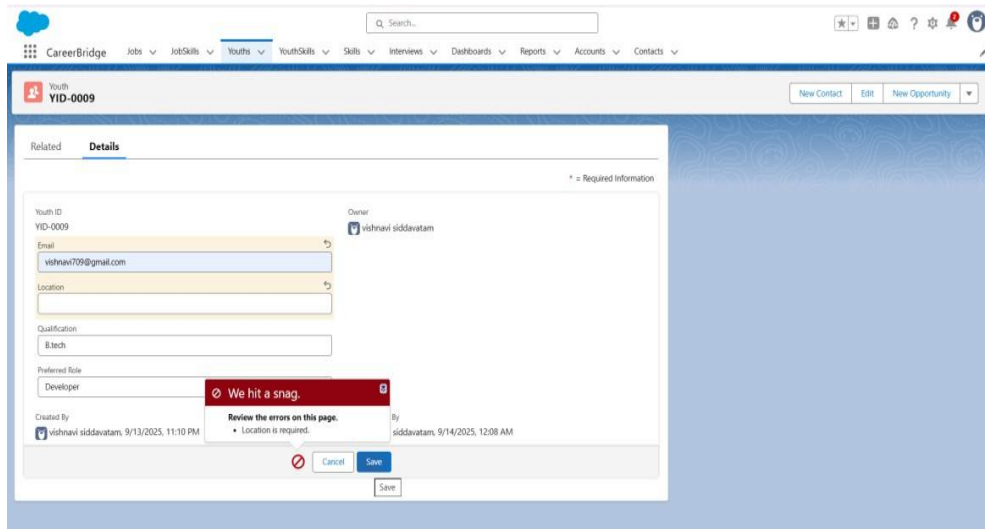 Search...
2
CareerBridge Jobs JobSkills Youths YouthSkills Skills Interviews Dashboards Reports Accounts Contacts
Youth
YID-0009
New Contact Edit New Opportunity
Related Details
* = Required Information
Youth ID
YID-0009
Owner
vishnavi siddavatam
Email
vishnavi709@gmail.com
Location
Qualification
B.tech
Preferred Role
Developer
We hit a snag.
Review the errors on this page.
• Location is required.
Created By
vishnavi siddavatam, 9/13/2025, 11:10 PM
By
siddavatam, 9/14/2025, 12:08 AM
Cancel Save
Save